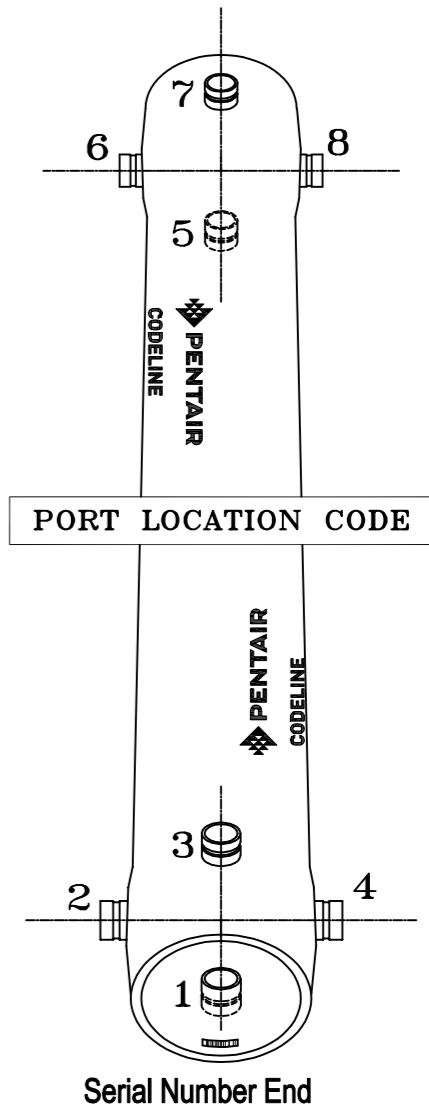 7
6
8
5
CODELINE
PENTAIR
PORT LOCATION CODE
PENTAIR
CODELINE
3
2
4
1
Serial Number End